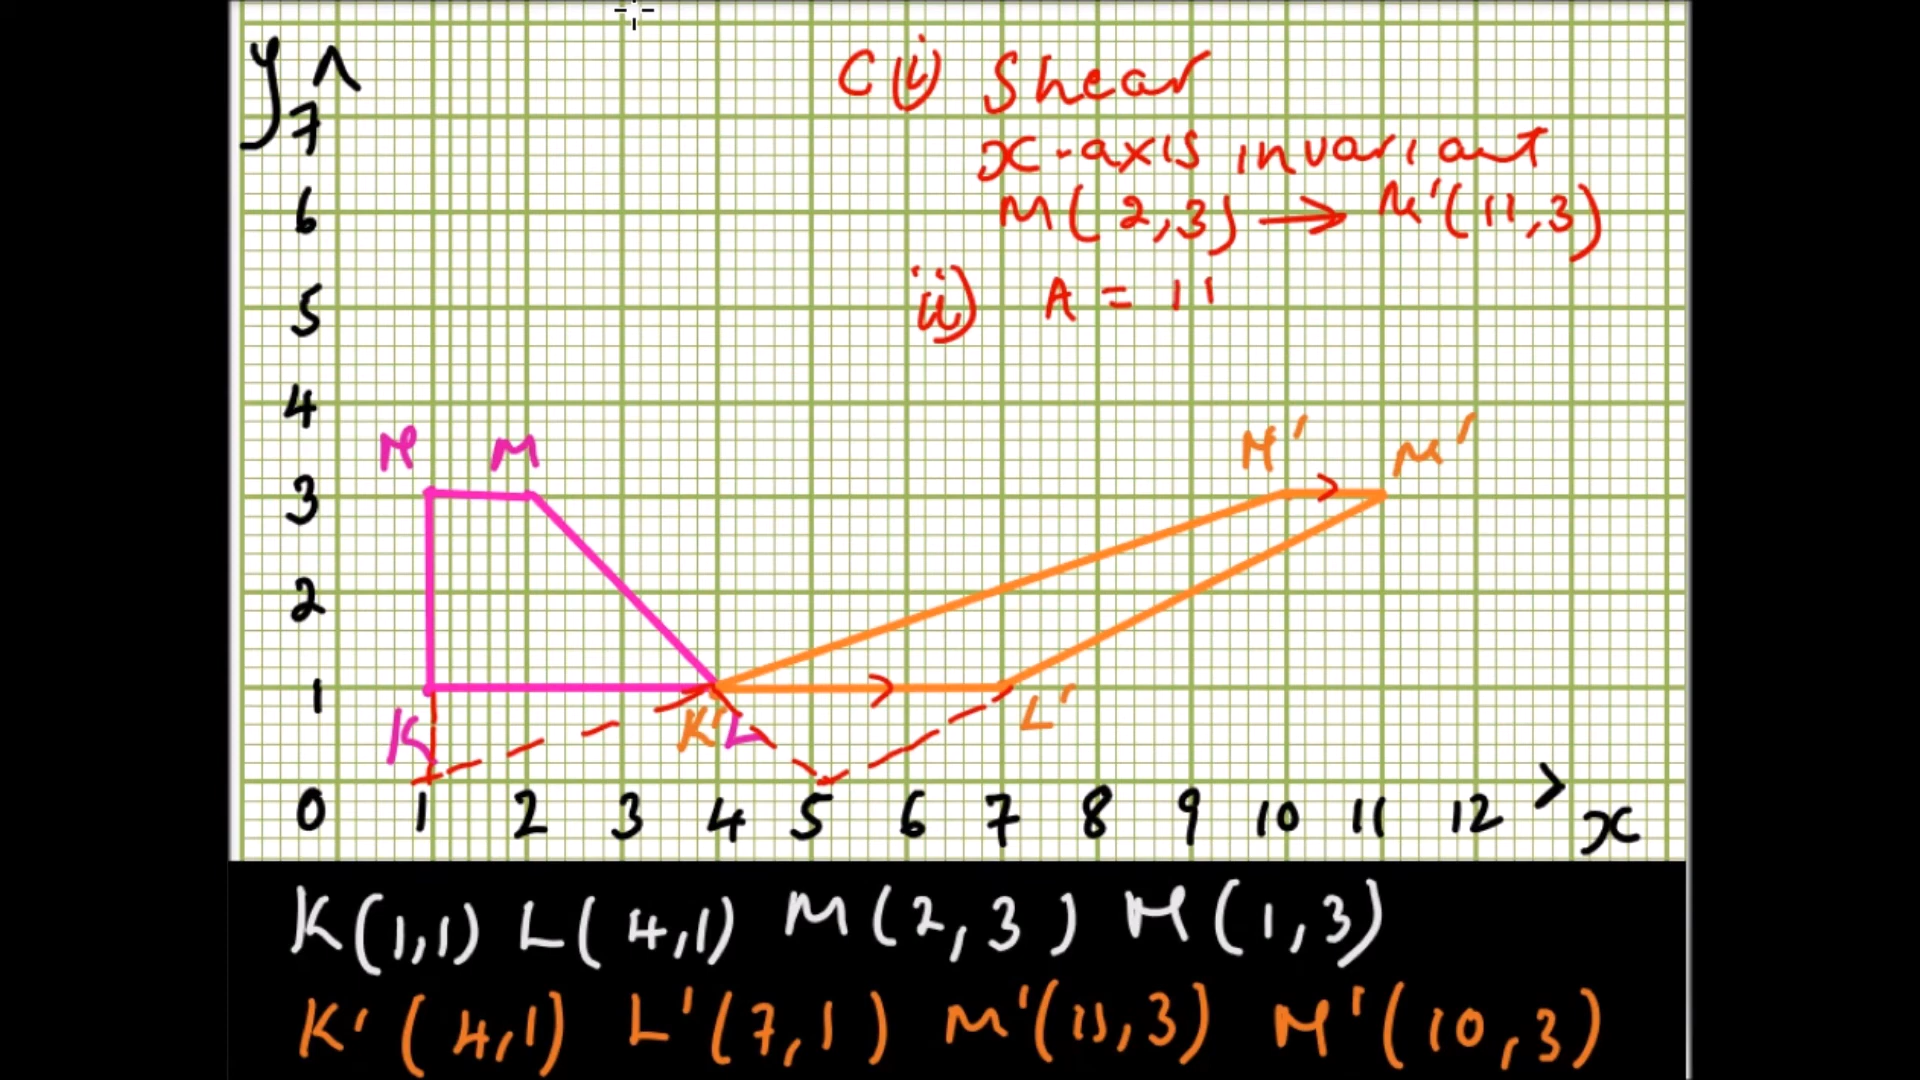 C(i) Shear
x-axis invariant
M(2,3) → M'(11,3)
ii) A = 11
y
7
6
5
4
3
2
1
N M N' M'
K K' L L'
0 1 2 3 4 5 6 7 8 9 10 11 12 x
K(1,1) L(4,1) M(2,3) N(1,3)
K'(4,1) L'(7,1) M'(11,3) N'(10,3)